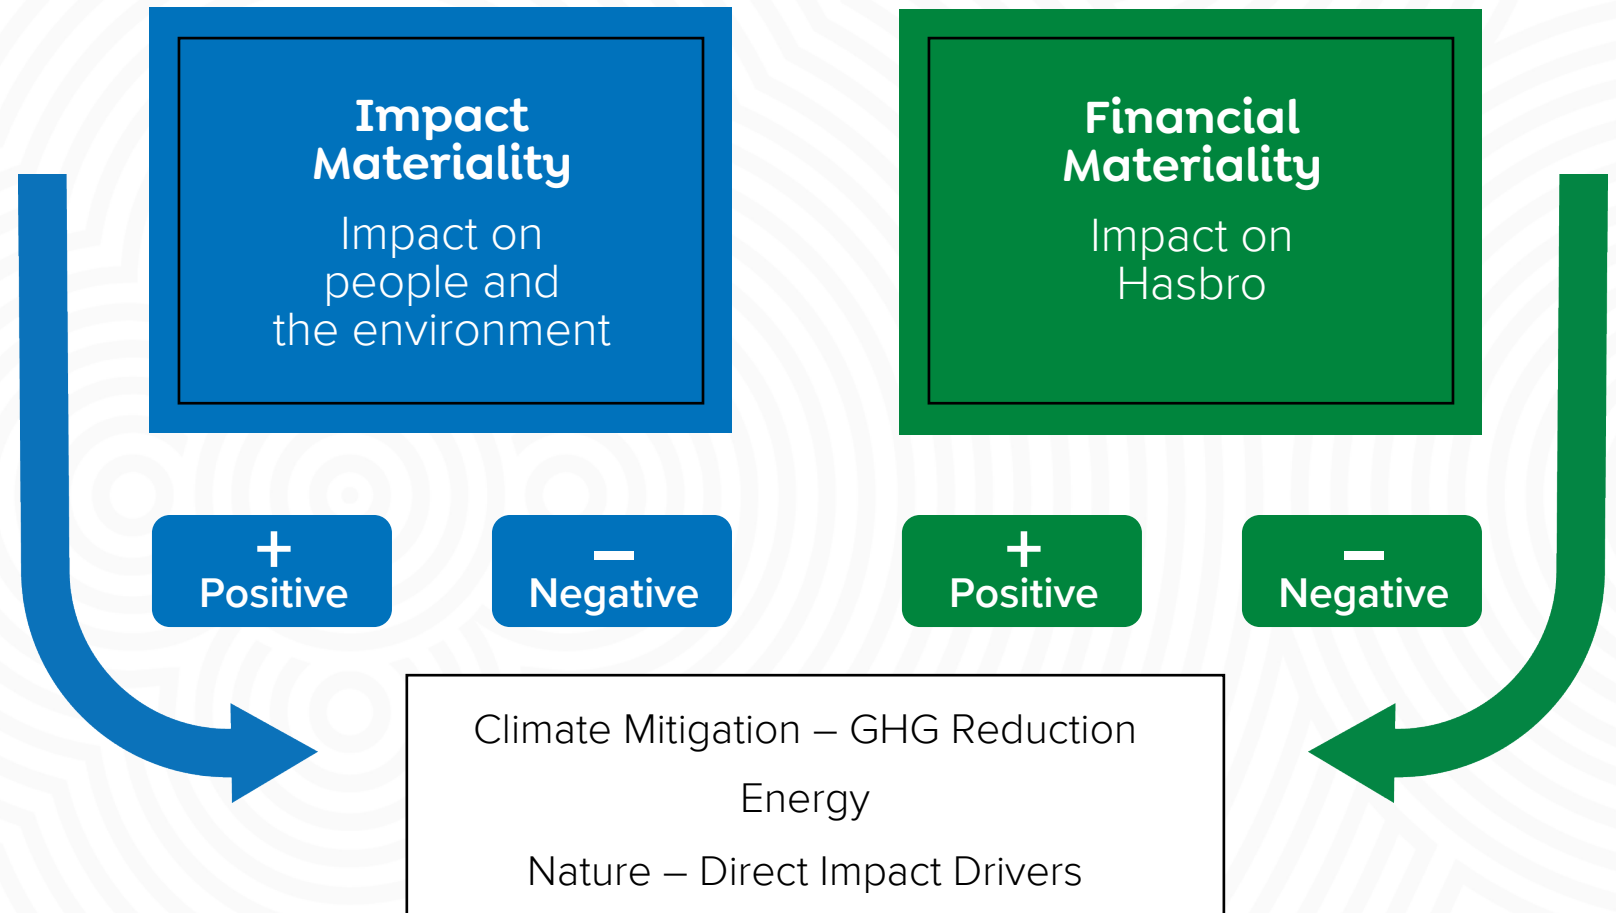 Impact
Materiality
Impact on
people and
the environment
Financial
Materiality
Impact on
Hasbro
+
Positive
–
Negative
+
Positive
–
Negative
Climate Mitigation – GHG Reduction
Energy
Nature – Direct Impact Drivers